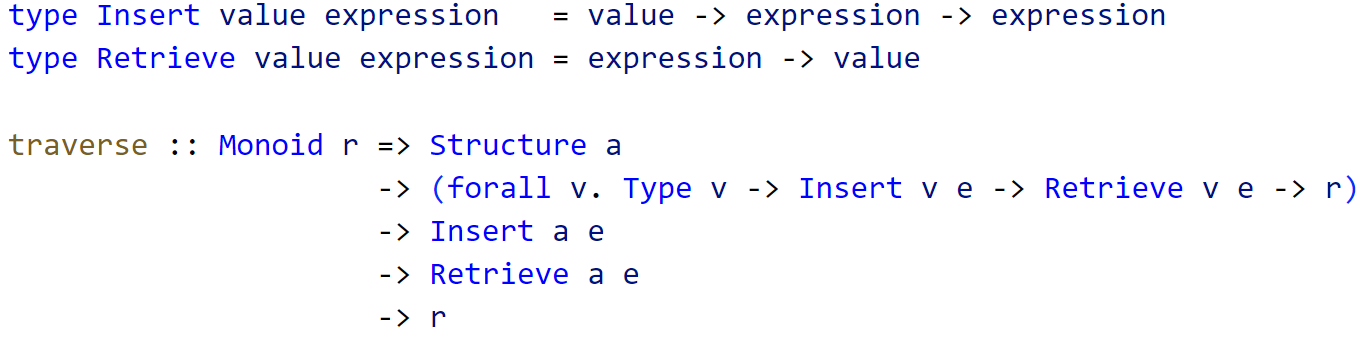 type Insert value expression   = value -> expression -> expression
type Retrieve value expression = expression -> value
traverse :: Monoid r => Structure a
                     -> (forall v. Type v -> Insert v e -> Retrieve v e -> r)
                     -> Insert a e
                     -> Retrieve a e
                     -> r